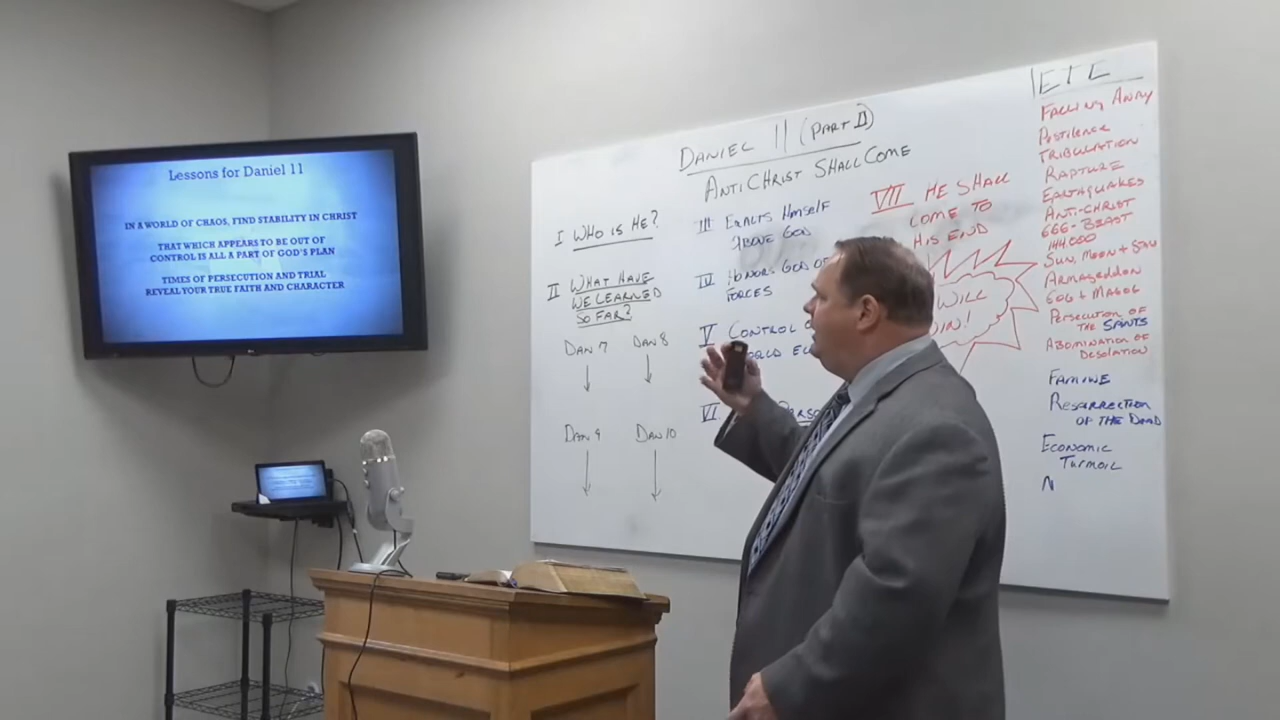 Lessons for Daniel 11
IN A WORLD OF CHAOS, FIND STABILITY IN CHRIST
THAT WHICH APPEARS TO BE OUT OF
CONTROL IS ALL A PART OF GOD'S PLAN
TIMES OF PERSECUTION AND TRIAL
REVEAL YOUR TRUE FAITH AND CHARACTER
DANIEL 11 (PART II)
ANTICHRIST SHALL COME
I WHO IS HE?
II WHAT HAVE
WE LEARNED
SO FAR?
DAN 7 DAN 8
DAN 9 DAN 10
III EXALTS HIMSELF
ABOVE GOD
IV HONORS GOD OF
FORCES
V CONTROL
VI
VII HE SHALL
COME TO
HIS END
WILL
FALLING AWAY
PESTILENCE
TRIBULATION
RAPTURE
EARTHQUAKES
ANTI-CHRIST
666-BEAST
144,000
SUN, MOON + STAR
ARMAGEDDON
GOG + MAGOG
PERSECUTION OF
THE SAINTS
ABOMINATION OF
DESOLATION
FAMINE
RESURRECTION
OF THE DEAD
ECONOMIC
TURMOIL
N